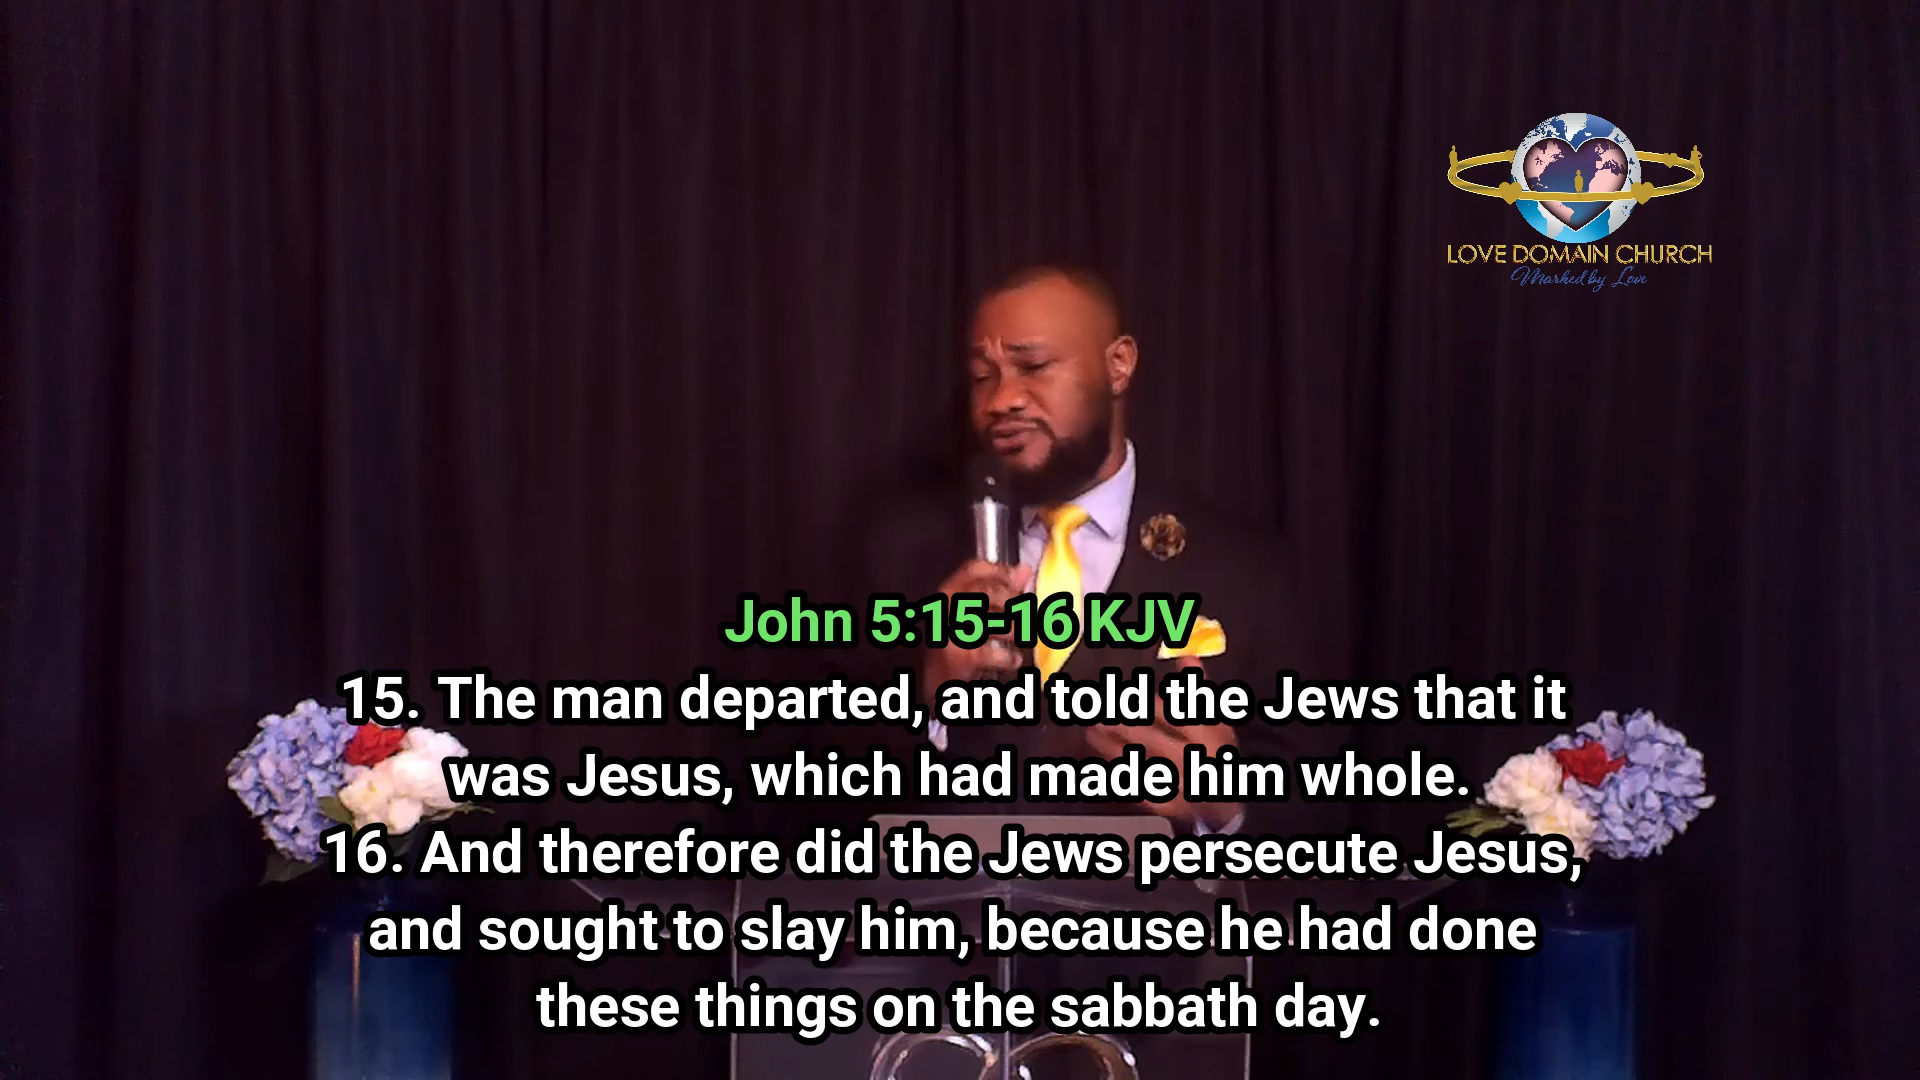 LOVE DOMAIN CHURCH
Marked by Love
John 5:15-16 KJV
15. The man departed, and told the Jews that it
was Jesus, which had made him whole.
16. And therefore did the Jews persecute Jesus,
and sought to slay him, because he had done
these things on the sabbath day.